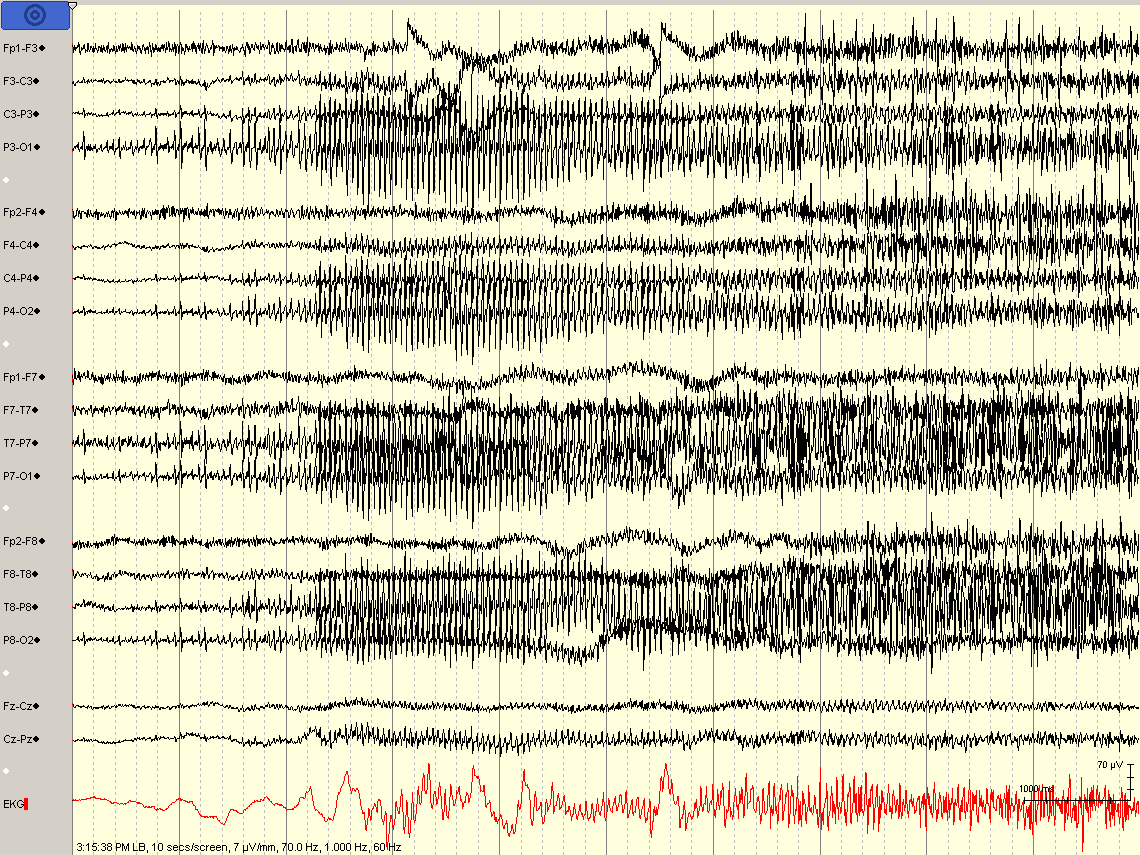 Fp1-F3
F3-C3
C3-P3
P3-O1
Fp2-F4
F4-C4
C4-P4
P4-O2
Fp1-F7
F7-T7
T7-P7
P7-O1
Fp2-F8
F8-T8
T8-P8
P8-O2
Fz-Cz
Cz-Pz
70 µV
EKG
1000 ms
3:15:38 PM LB, 10 secs/screen, 7 µV/mm, 70.0 Hz, 1.000 Hz, 60 Hz